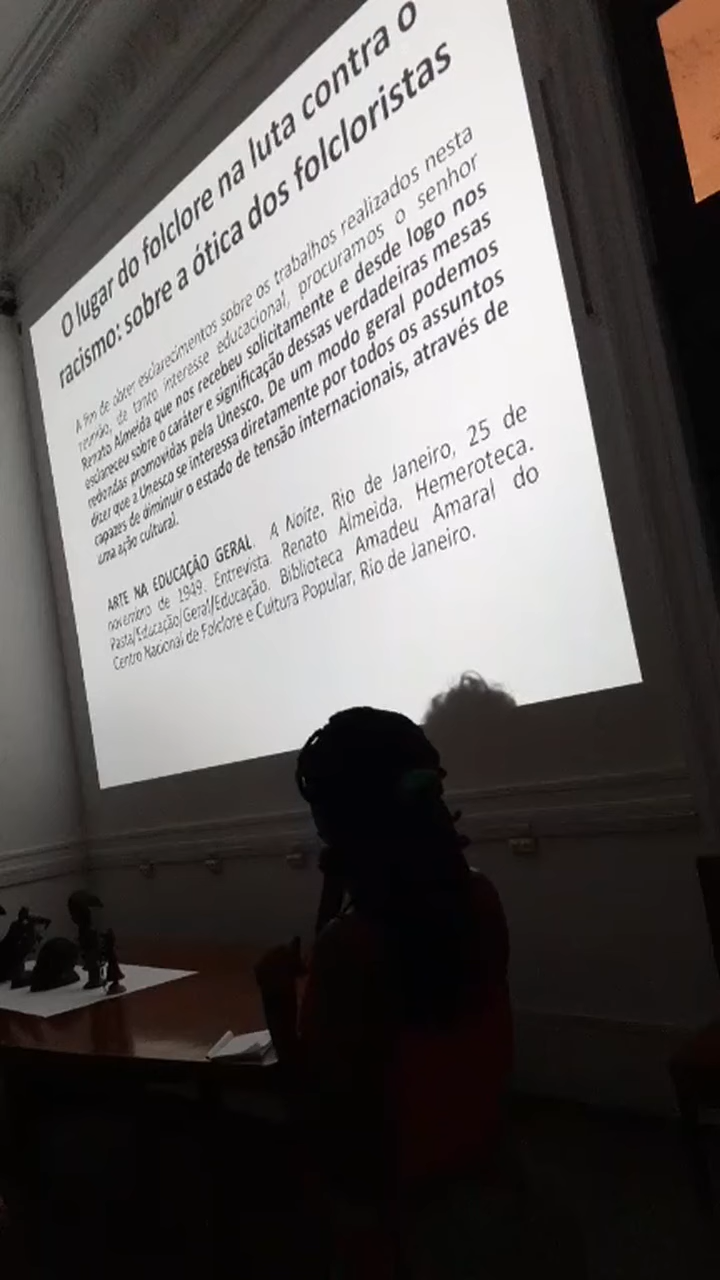 O lugar do folclore na luta contra o
racismo: sobre a ótica dos folcloristas
A fim de obter esclarecimentos sobre os trabalhos realizados nesta
reunião, de tanto interesse educacional, procuramos o senhor
Renato Almeida que nos recebeu solicitamente e desde logo nos
esclareceu sobre o caráter e significação dessas verdadeiras mesas
redondas promovidas pela Unesco. De um modo geral podemos
dizer que a Unesco se interessa diretamente por todos os assuntos
capazes de diminuir o estado de tensão internacionais, através de
uma ação cultural.
ARTE NA EDUCAÇÃO GERAL. A Noite. Rio de Janeiro, 25 de
novembro de 1949. Entrevista. Renato Almeida. Hemeroteca.
Pasta/Educação/Geral/Educação. Biblioteca Amadeu Amaral do
Centro Nacional de Folclore e Cultura Popular, Rio de Janeiro.